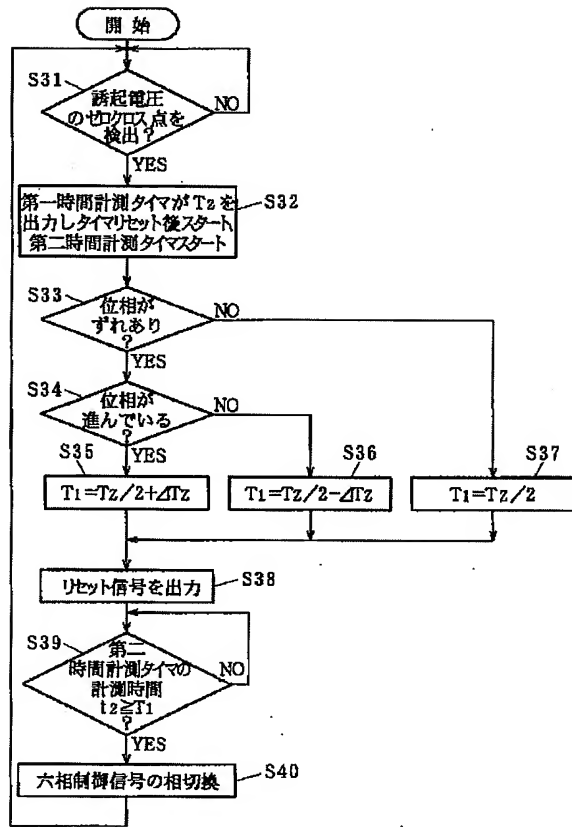 開始
S31
誘起電圧
のゼロクロス点を
検出?
NO
YES
第一時間計測タイマがTzを
出力しタイマリセット後スタート、
第二時間計測タイマスタート
S32
S33
位相が
ずれあり
?
NO
YES
S34
位相が
進んでいる
?
NO
YES
S35
T1=Tz/2+ΔTz
S36
T1=Tz/2-ΔTz
S37
T1=Tz/2
リセット信号を出力
S38
S39
第二
時間計測タイマの
計測時間
t2≧T1
?
NO
YES
六相制御信号の相切換
S40